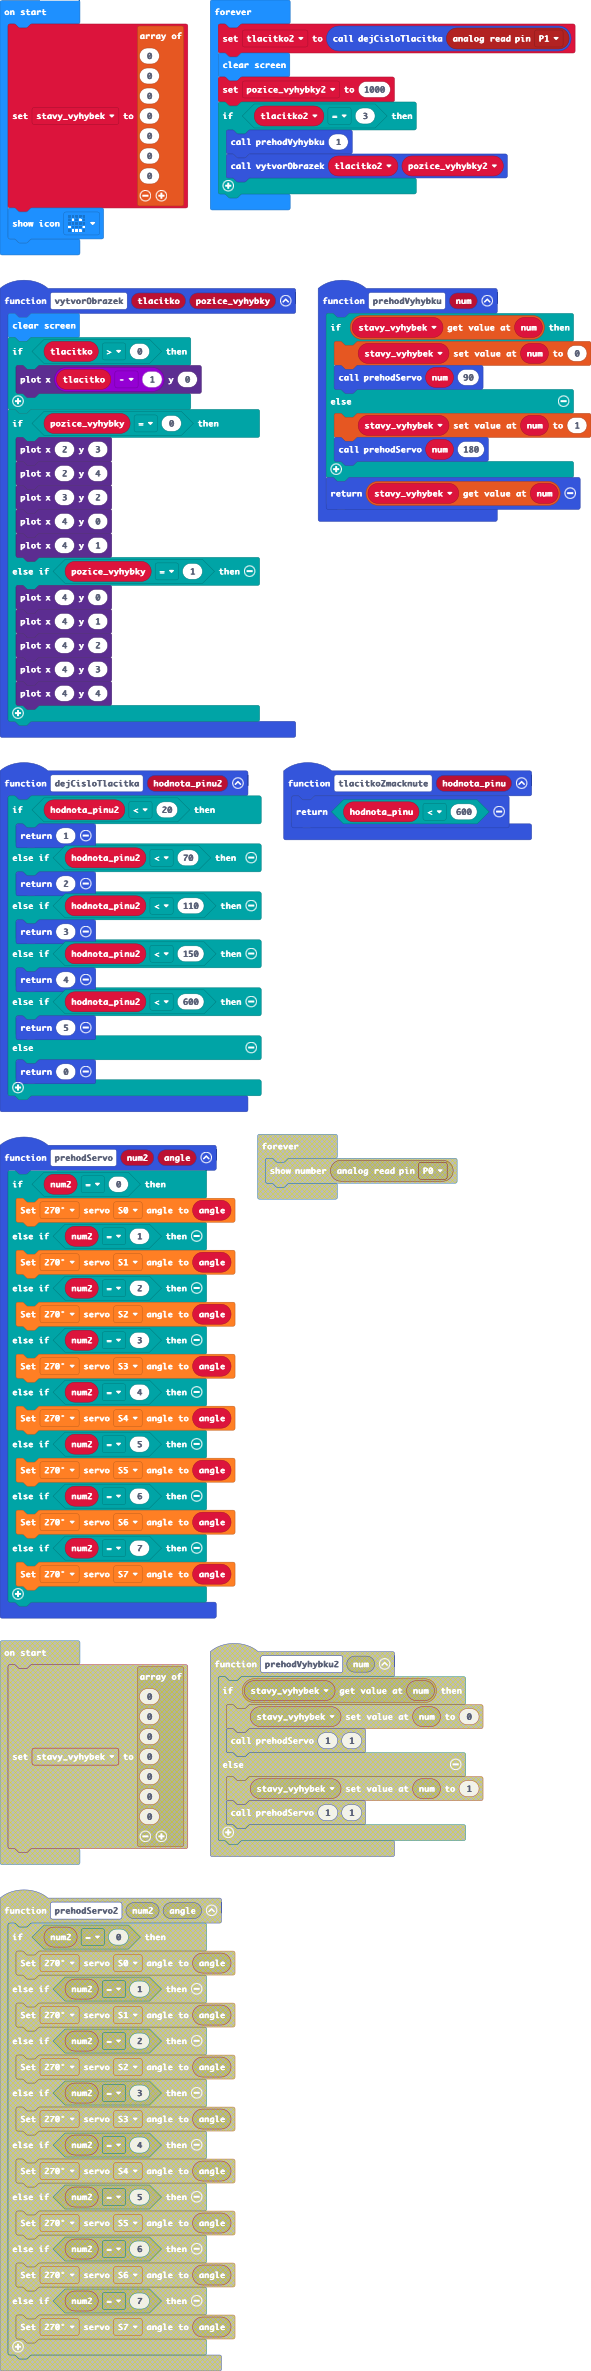 on start
array of
0
0
0
set stavy_vyhybek to 0
0
0
0
show icon
forever
set tlacitko2 to call dejCisloTlacitka analog read pin P1
clear screen
set pozice_vyhybky2 to 1000
if tlacitko2 = 3 then
call prehodVyhybku 1
call vytvorObrazek tlacitko2 pozice_vyhybky2
function vytvorObrazek tlacitko pozice_vyhybky
clear screen
if tlacitko > 0 then
plot x tlacitko - 1 y 0
if pozice_vyhybky = 0 then
plot x 2 y 3
plot x 2 y 4
plot x 3 y 2
plot x 4 y 0
plot x 4 y 1
else if pozice_vyhybky = 1 then
plot x 4 y 0
plot x 4 y 1
plot x 4 y 2
plot x 4 y 3
plot x 4 y 4
function prehodVyhybku num
if stavy_vyhybek get value at num then
stavy_vyhybek set value at num to 0
call prehodServo num 90
else
stavy_vyhybek set value at num to 1
call prehodServo num 180
return stavy_vyhybek get value at num
function dejCisloTlacitka hodnota_pinu2
if hodnota_pinu2 < 20 then
return 1
else if hodnota_pinu2 < 70 then
return 2
else if hodnota_pinu2 < 110 then
return 3
else if hodnota_pinu2 < 150 then
return 4
else if hodnota_pinu2 < 600 then
return 5
else
return 0
function tlacitkoZmacknute hodnota_pinu
return hodnota_pinu < 600
function prehodServo num2 angle
if num2 = 0 then
Set 270° servo S0 angle to angle
else if num2 = 1 then
Set 270° servo S1 angle to angle
else if num2 = 2 then
Set 270° servo S2 angle to angle
else if num2 = 3 then
Set 270° servo S3 angle to angle
else if num2 = 4 then
Set 270° servo S4 angle to angle
else if num2 = 5 then
Set 270° servo S5 angle to angle
else if num2 = 6 then
Set 270° servo S6 angle to angle
else if num2 = 7 then
Set 270° servo S7 angle to angle
forever
show number analog read pin P0
on start
array of
0
0
0
set stavy_vyhybek to 0
0
0
0
function prehodVyhybku2 num
if stavy_vyhybek get value at num then
stavy_vyhybek set value at num to 0
call prehodServo 1 1
else
stavy_vyhybek set value at num to 1
call prehodServo 1 1
function prehodServo2 num2 angle
if num2 = 0 then
Set 270° servo S0 angle to angle
else if num2 = 1 then
Set 270° servo S1 angle to angle
else if num2 = 2 then
Set 270° servo S2 angle to angle
else if num2 = 3 then
Set 270° servo S3 angle to angle
else if num2 = 4 then
Set 270° servo S4 angle to angle
else if num2 = 5 then
Set 270° servo S5 angle to angle
else if num2 = 6 then
Set 270° servo S6 angle to angle
else if num2 = 7 then
Set 270° servo S7 angle to angle